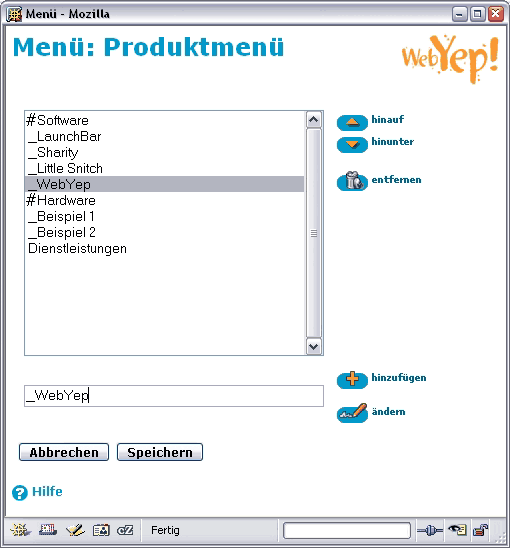 Menü - Mozilla
Menü: Produktmenü
WebYep!
#Software
_LaunchBar
_Sharity
_Little Snitch
_WebYep
#Hardware
_Beispiel 1
_Beispiel 2
Dienstleistungen
hinauf
hinunter
entfernen
_WebYep
hinzufügen
ändern
Abbrechen Speichern
? Hilfe
cZ Fertig